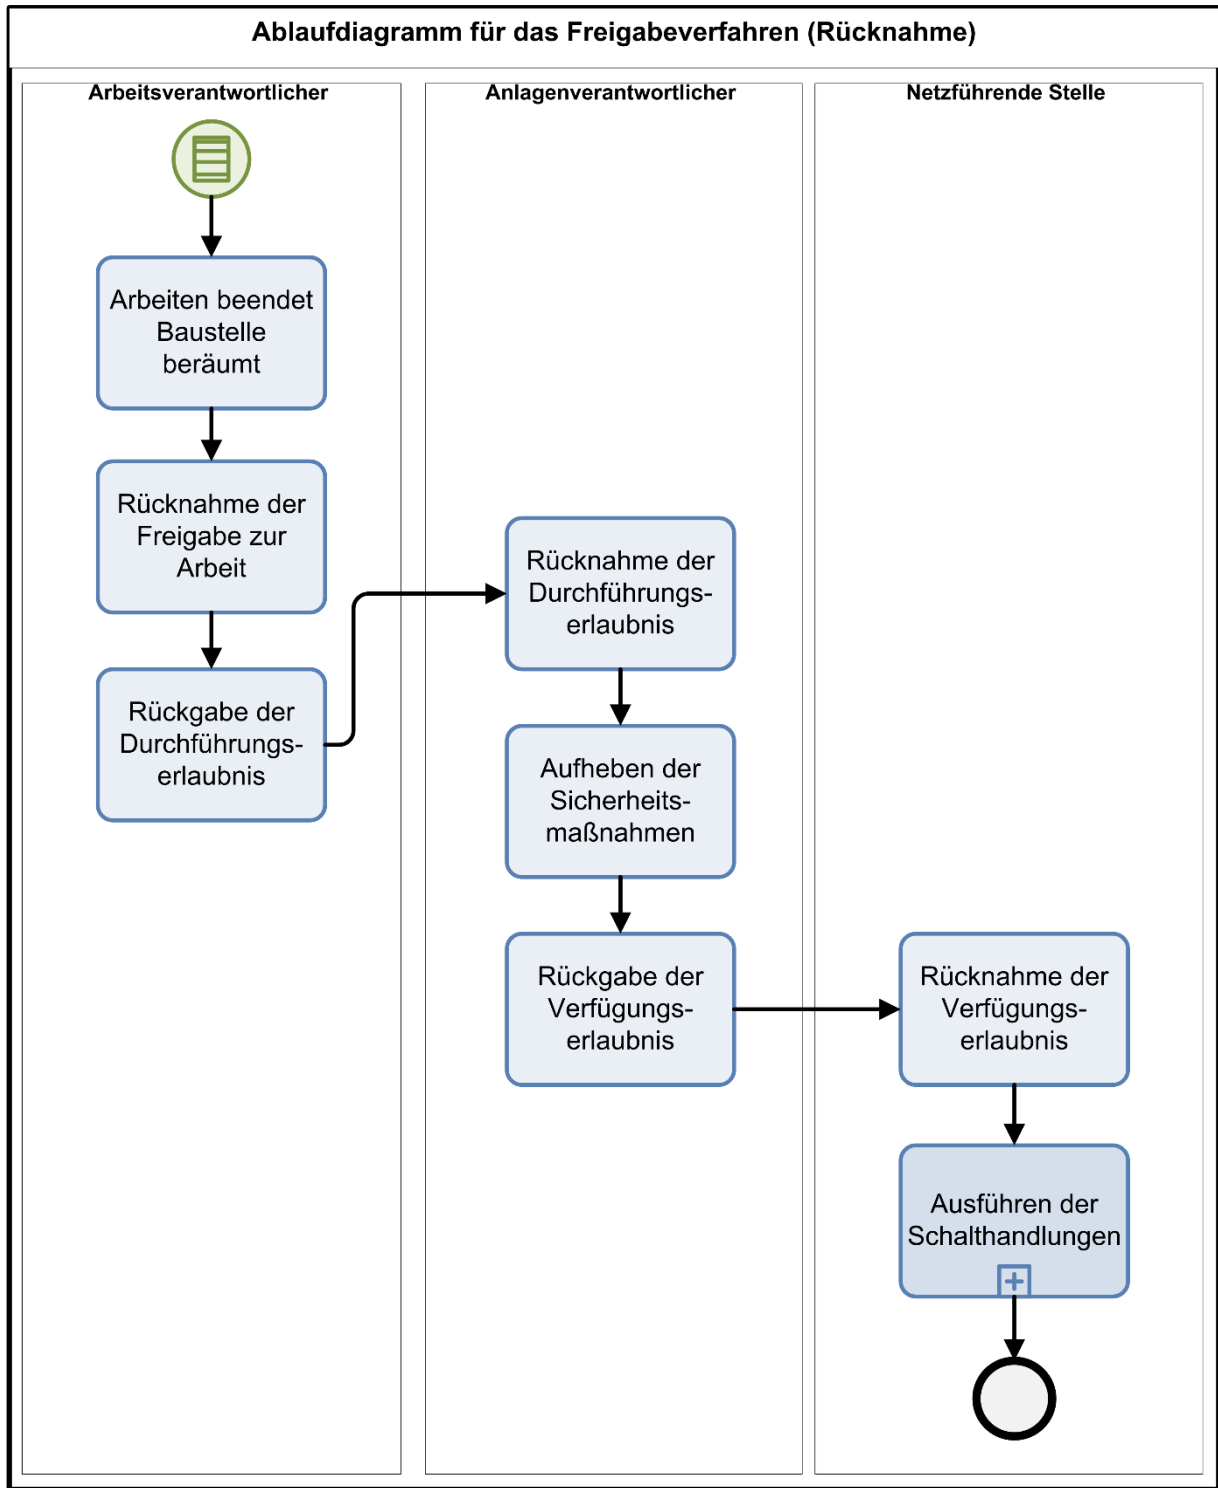 Ablaufdiagramm für das Freigabeverfahren (Rücknahme)
Arbeitsverantwortlicher
Anlagenverantwortlicher
Netzführende Stelle
Arbeiten beendet
Baustelle
beräumt
Rücknahme der
Freigabe zur
Arbeit
Rückgabe der
Durchführungs-
erlaubnis
Rücknahme der
Durchführungs-
erlaubnis
Aufheben der
Sicherheits-
maßnahmen
Rückgabe der
Verfügungs-
erlaubnis
Rücknahme der
Verfügungs-
erlaubnis
Ausführen der
Schalthandlungen